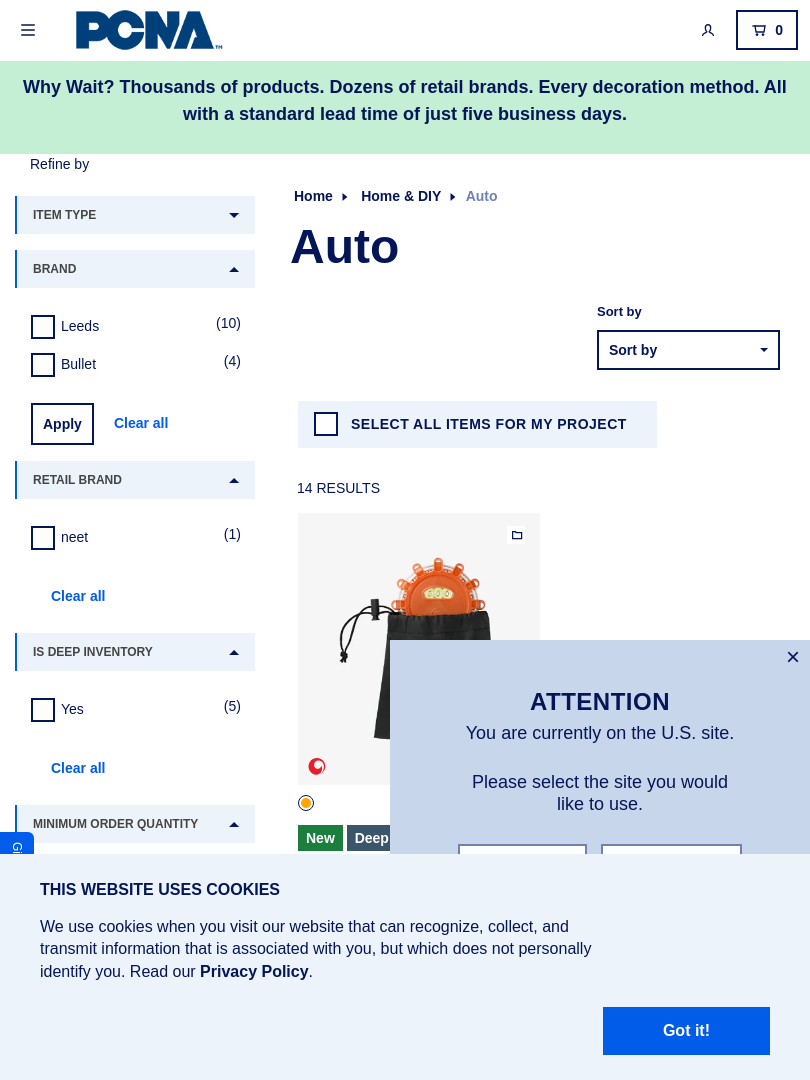 PCNA™
0
Why Wait? Thousands of products. Dozens of retail brands. Every decoration method. All
with a standard lead time of just five business days.
Refine by
ITEM TYPE
BRAND
Leeds (10)
Bullet (4)
Apply Clear all
RETAIL BRAND
neet (1)
Clear all
IS DEEP INVENTORY
Yes (5)
Clear all
MINIMUM ORDER QUANTITY
Home Home & DIY Auto
Auto
Sort by
Sort by
SELECT ALL ITEMS FOR MY PROJECT
14 RESULTS
New Deep
×
ATTENTION
You are currently on the U.S. site.
Please select the site you would
like to use.
THIS WEBSITE USES COOKIES
We use cookies when you visit our website that can recognize, collect, and
transmit information that is associated with you, but which does not personally
identify you. Read our Privacy Policy.
Got it!